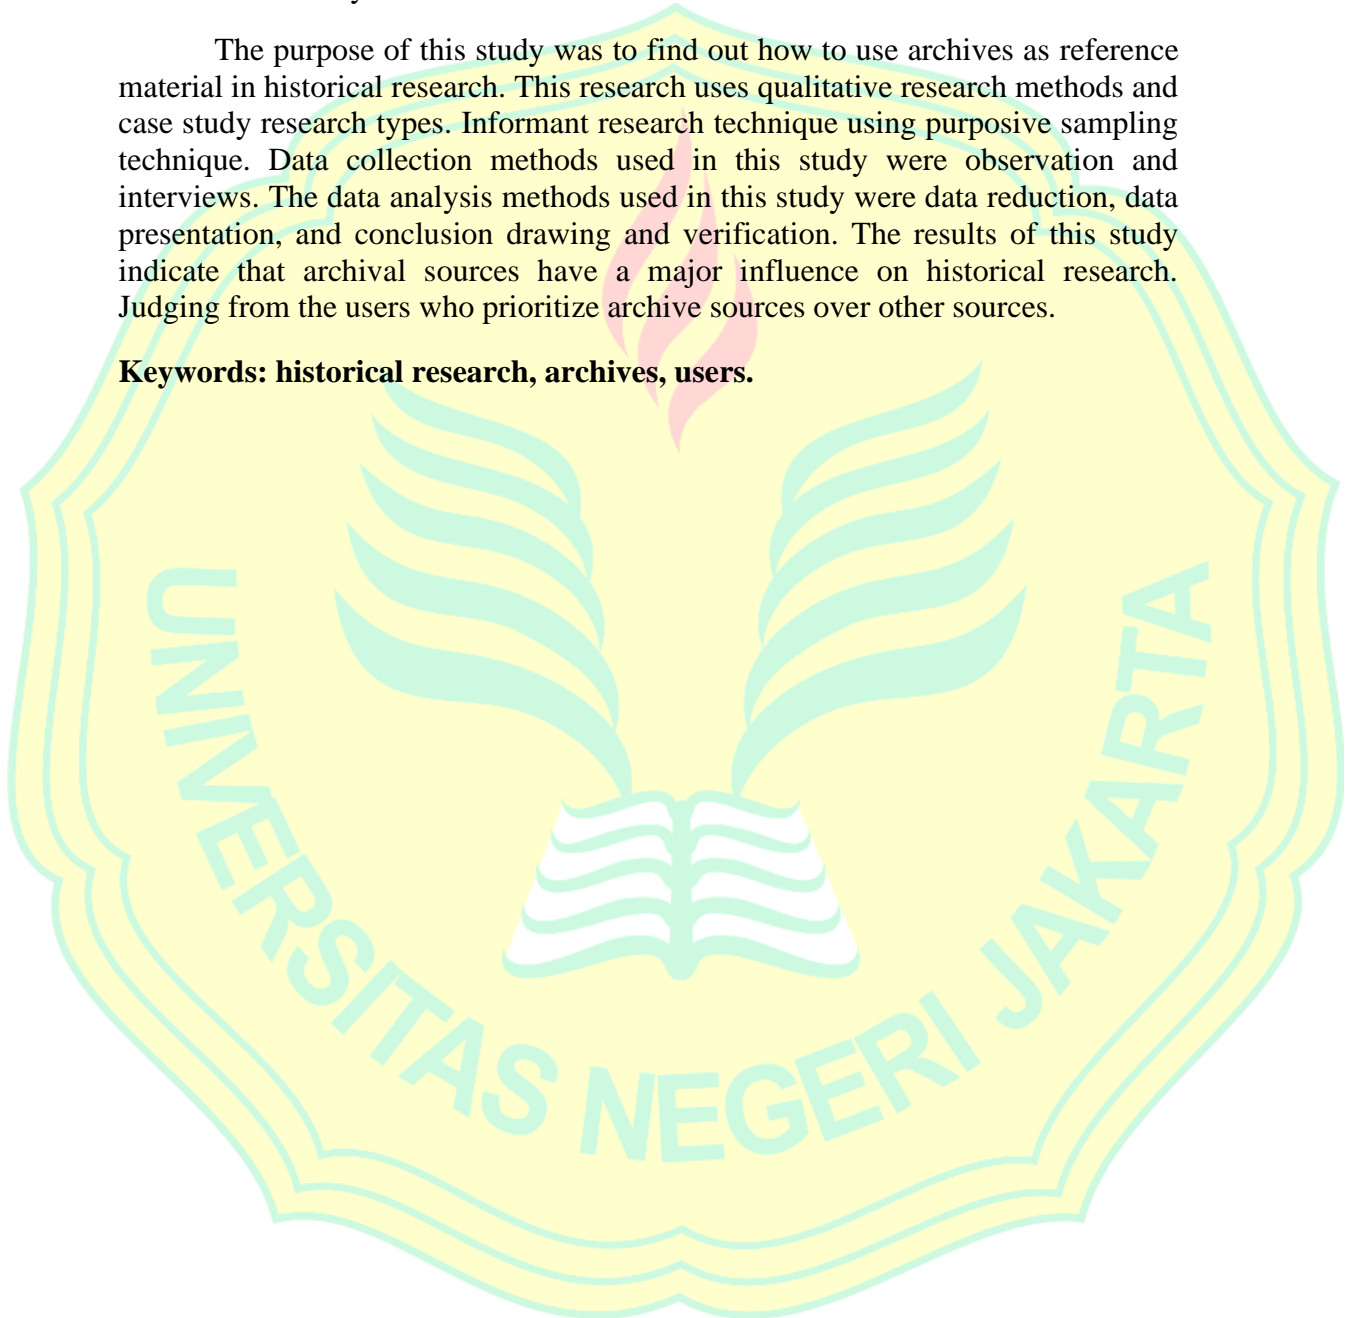 The purpose of this study was to find out how to use archives as reference
material in historical research. This research uses qualitative research methods and
case study research types. Informant research technique using purposive sampling
technique. Data collection methods used in this study were observation and
interviews. The data analysis methods used in this study were data reduction, data
presentation, and conclusion drawing and verification. The results of this study
indicate that archival sources have a major influence on historical research.
Judging from the users who prioritize archive sources over other sources.
Keywords: historical research, archives, users.
UNIVERSITAS NEGERI JAKARTA